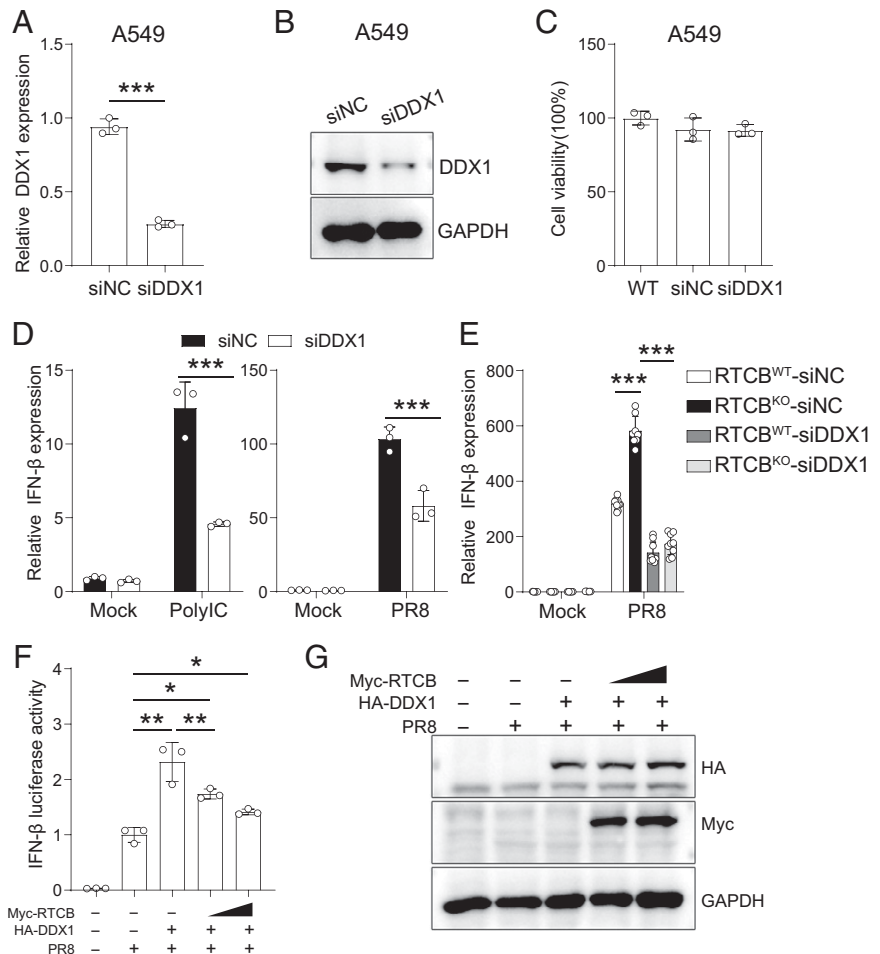 A
A549
Relative DDX1 expression
1.5
1.0
0.5
0.0
***
siNC siDDX1
B
A549
siNC siDDX1
DDX1
GAPDH
C
A549
Cell viability(100%)
150
100
50
0
WT siNC siDDX1
D
siNC siDDX1
Relative IFN-β expression
15
10
5
0
***
Mock PolyIC
150
100
50
0
***
Mock PR8
E
Relative IFN-β expression
800
600
400
200
0
***
***
Mock PR8
RTCBWT-siNC
RTCBKO-siNC
RTCBWT-siDDX1
RTCBKO-siDDX1
F
IFN-β luciferase activity
4
3
2
1
0
*
*
** **
Myc-RTCB – – –
HA-DDX1 – – + + +
PR8 – + + + +
G
Myc-RTCB – – –
HA-DDX1 – – + + +
PR8 – + + + +
HA
Myc
GAPDH